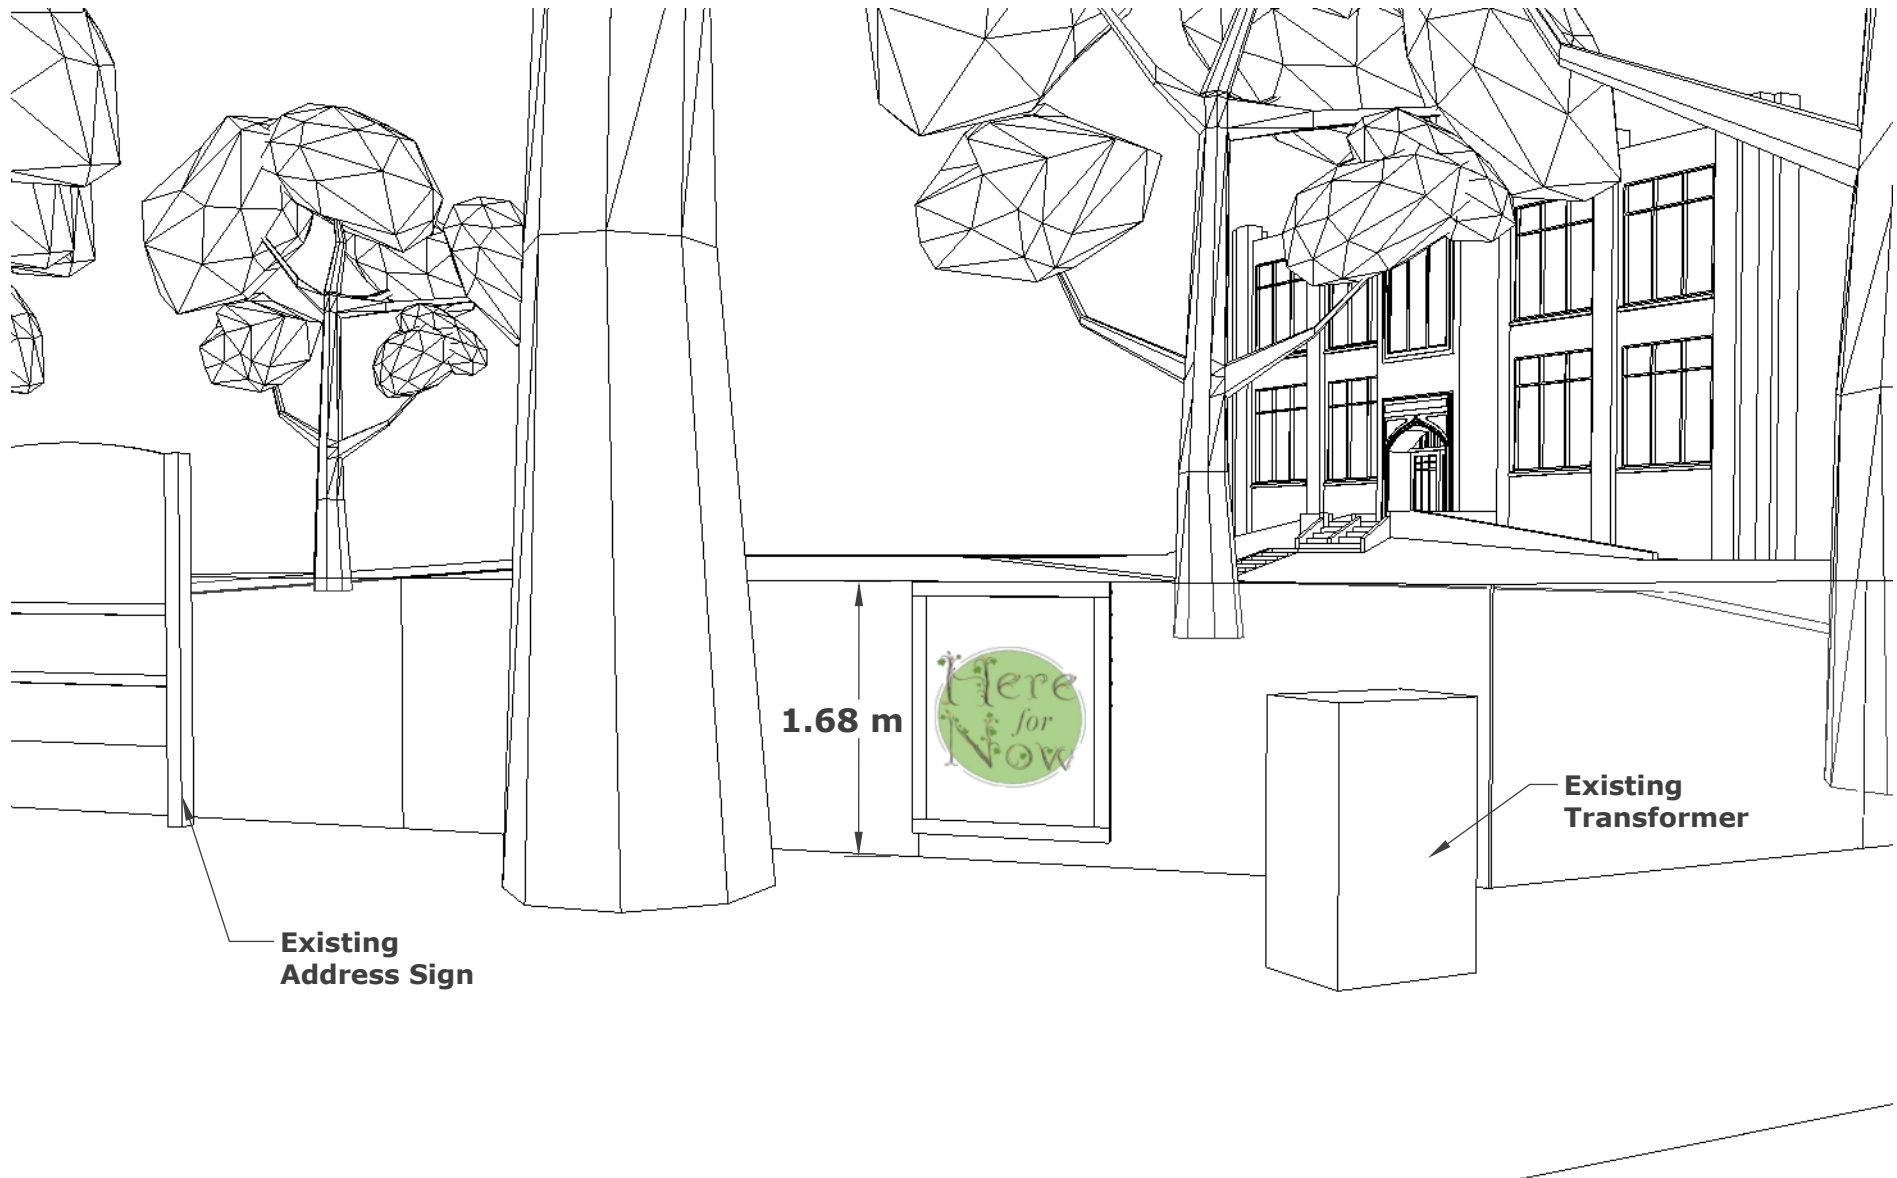 Here
for
Now
1.68 m
Existing
Transformer
Existing
Address Sign